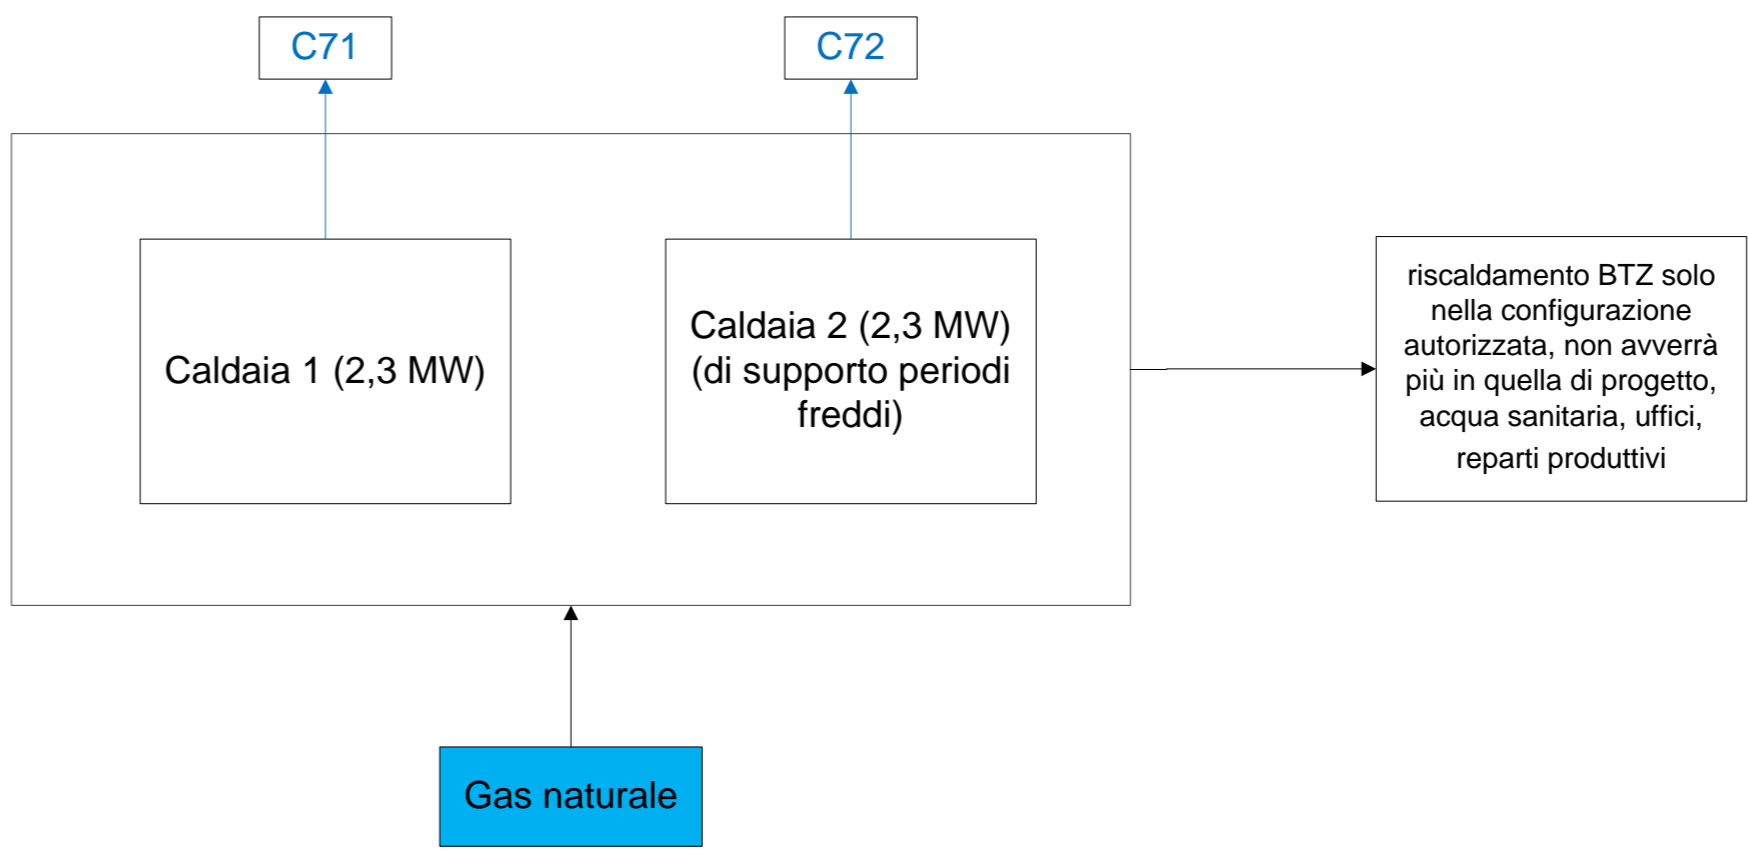 C71
C72
Caldaia 1 (2,3 MW)
Caldaia 2 (2,3 MW)
(di supporto periodi
freddi)
riscaldamento BTZ solo
nella configurazione
autorizzata, non avverrà
più in quella di progetto,
acqua sanitaria, uffici,
reparti produttivi
Gas naturale